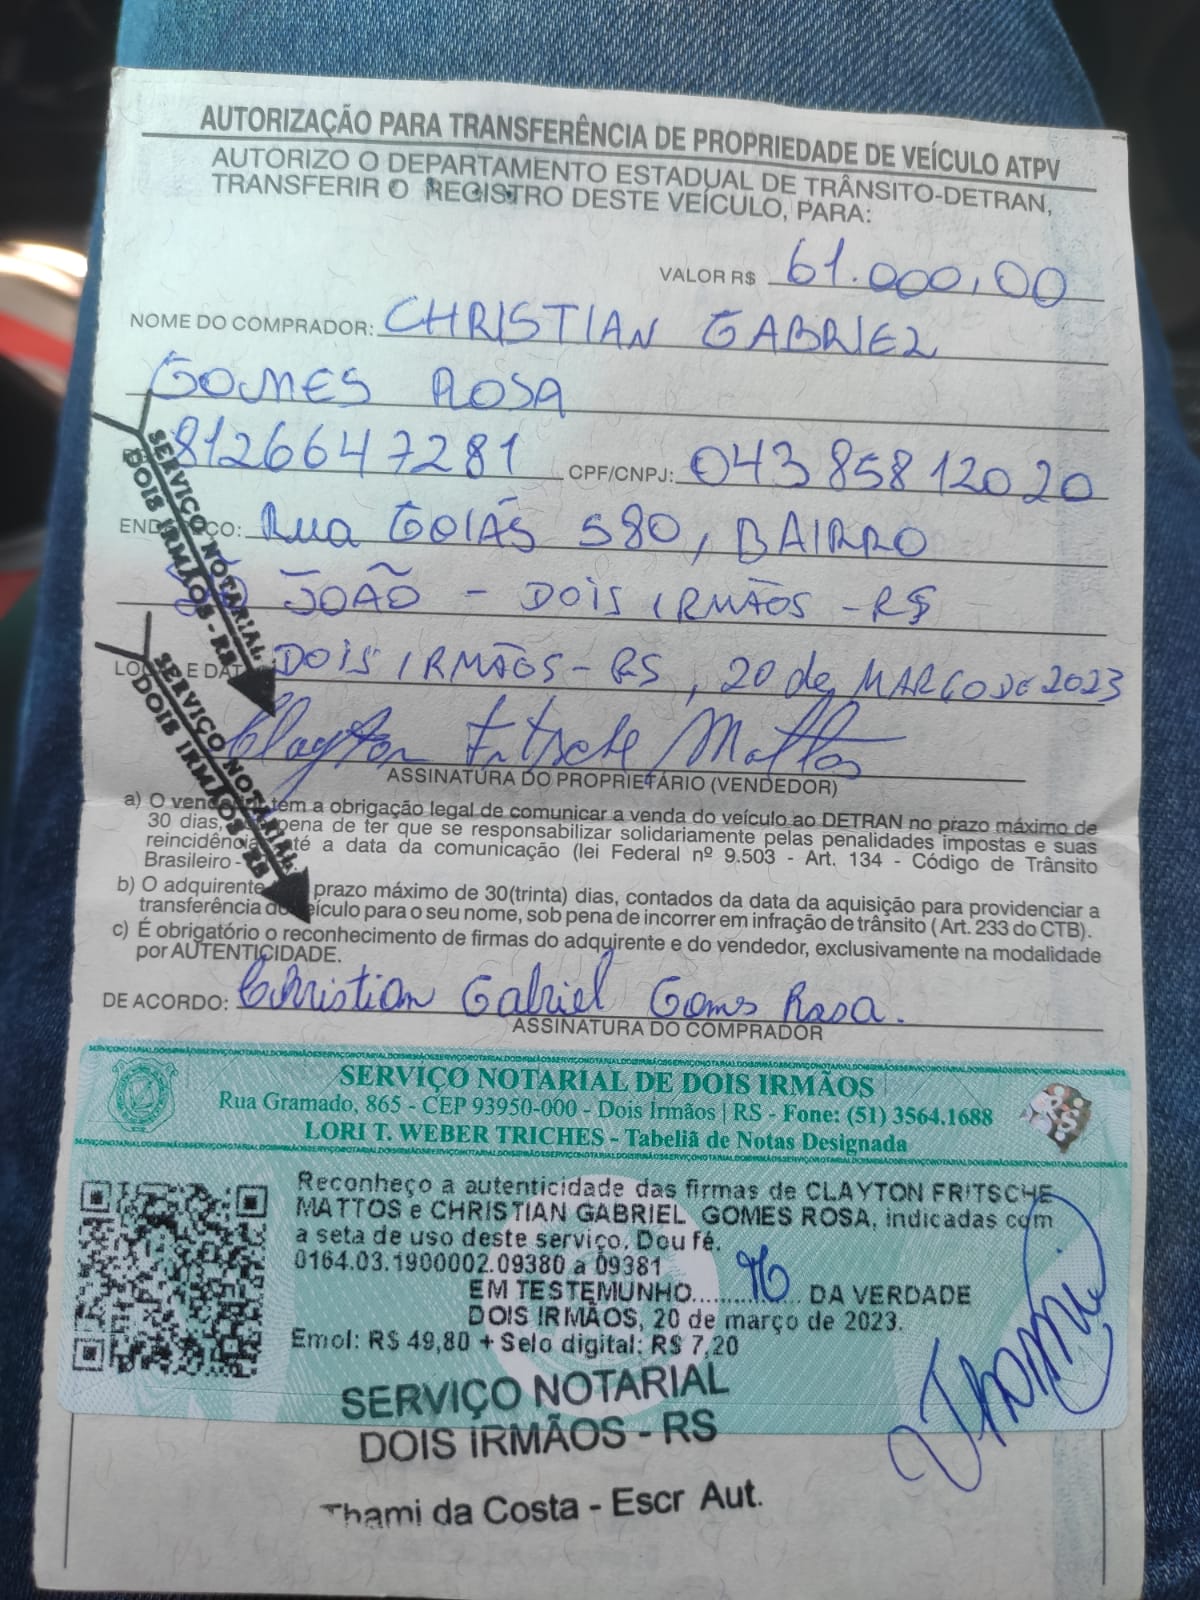 AUTORIZAÇÃO PARA TRANSFERÊNCIA DE PROPRIEDADE DE VEÍCULO ATPV
AUTORIZO O DEPARTAMENTO ESTADUAL DE TRÂNSITO-DETRAN,
TRANSFERIR O REGISTRO DESTE VEÍCULO, PARA:
VALOR R$ 61.000,00
NOME DO COMPRADOR: CHRISTIAN GABRIEL
GOMES ROSA
8126647281 CPF/CNPJ: 04385812020
ENDEREÇO: Rua GOIÁS 580, BAIRRO
SÃO JOÃO - DOIS IRMÃOS - RS
LOCAL E DATA DOIS IRMÃOS - RS, 20 de MARÇO DE 2023
Clayton Fritsche Mattos
ASSINATURA DO PROPRIETÁRIO (VENDEDOR)
SERVIÇO NOTARIAL
DOIS IRMÃOS - RS
SERVIÇO NOTARIAL
DOIS IRMÃOS - RS
a) O vendedor tem a obrigação legal de comunicar a venda do veículo ao DETRAN no prazo máximo de
30 dias, pena de ter que se responsabilizar solidariamente pelas penalidades impostas e suas
reincidências até a data da comunicação (lei Federal nº 9.503 - Art. 134 - Código de Trânsito
Brasileiro -
b) O adquirente prazo máximo de 30(trinta) dias, contados da data da aquisição para providenciar a
transferência do veículo para o seu nome, sob pena de incorrer em infração de trânsito (Art. 233 do CTB).
c) É obrigatório o reconhecimento de firmas do adquirente e do vendedor, exclusivamente na modalidade
por AUTENTICIDADE.
DE ACORDO: Christian Gabriel Goms Rosa.
ASSINATURA DO COMPRADOR
SERVIÇO NOTARIAL DE DOIS IRMÃOS
Rua Gramado, 865 - CEP 93950-000 - Dois Irmãos | RS - Fone: (51) 3564.1688
LORI T. WEBER TRICHES - Tabeliã de Notas Designada
Reconheço a autenticidade das firmas de CLAYTON FRITSCHE
MATTOS e CHRISTIAN GABRIEL GOMES ROSA, indicadas com
a seta de uso deste serviço. Dou fé.
0164.03.1900002.09380 a 09381
EM TESTEMUNHO.................. DA VERDADE
DOIS IRMÃOS, 20 de março de 2023.
Emol: R$ 49,80 + Selo digital: R$ 7,20
SERVIÇO NOTARIAL
DOIS IRMÃOS - RS
Thami da Costa - Escr Aut.